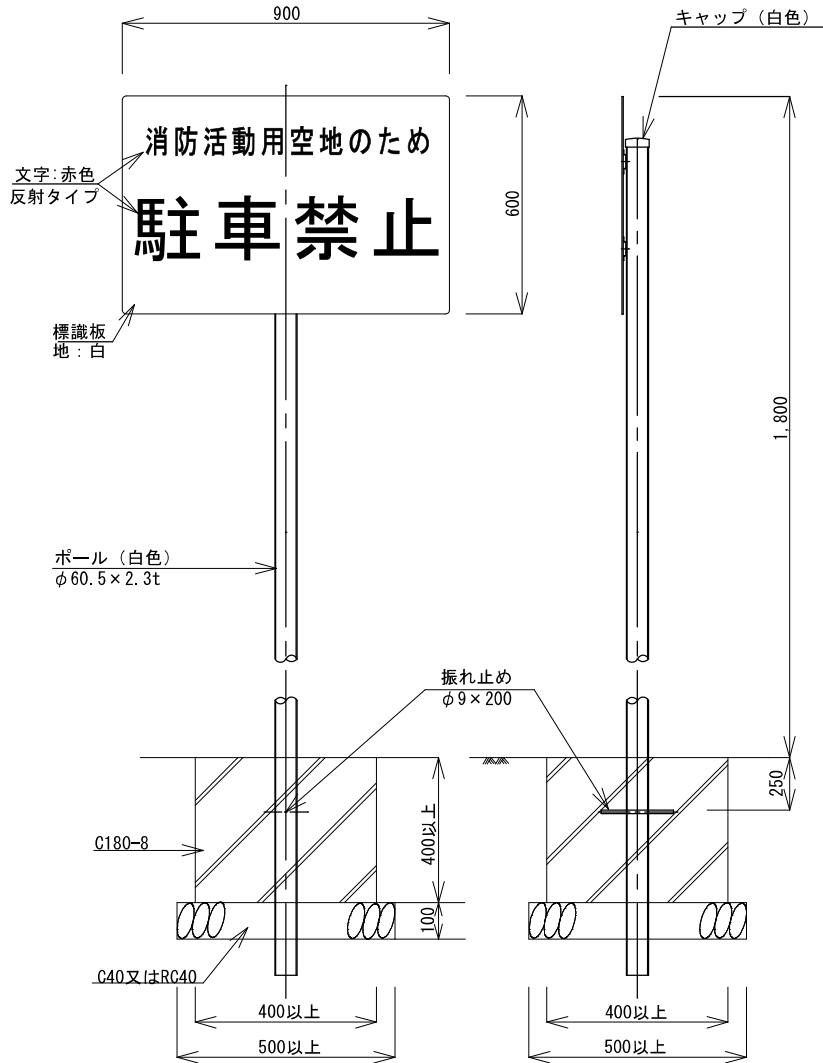 900
キャップ（白色）
消防活動用空地のため
駐車禁止
文字:赤色
反射タイプ
600
標識板
地：白
1,800
ポール（白色）
φ60.5×2.3t
振れ止め
φ9×200
250
C180-8
400以上
100
C40又はRC40
400以上
500以上
400以上
500以上